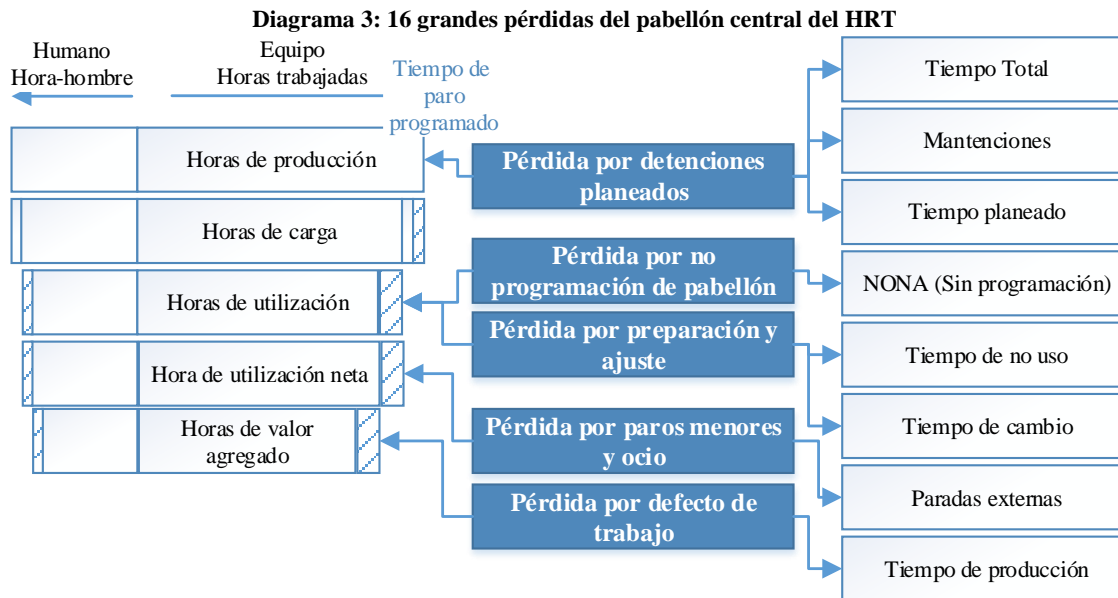 Diagrama 3: 16 grandes pérdidas del pabellón central del HRT
Humano
Hora-hombre
Equipo
Horas trabajadas
Tiempo de
paro
programado
Horas de producción
Horas de carga
Horas de utilización
Hora de utilización neta
Horas de valor
agregado
Pérdida por detenciones
planeados
Pérdida por no
programación de pabellón
Pérdida por preparación y
ajuste
Pérdida por paros menores
y ocio
Pérdida por defecto de
trabajo
Tiempo Total
Mantenciones
Tiempo planeado
NONA (Sin programación)
Tiempo de no uso
Tiempo de cambio
Paradas externas
Tiempo de producción